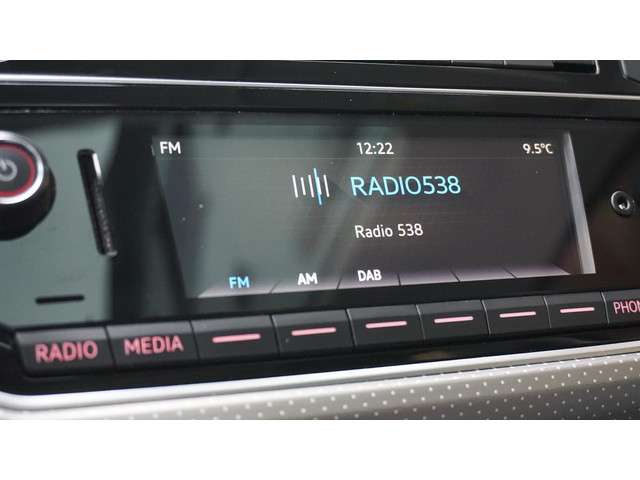 FM 12:22 9.5°C
RADIO538
Radio 538
FM AM DAB
RADIO MEDIA PHON